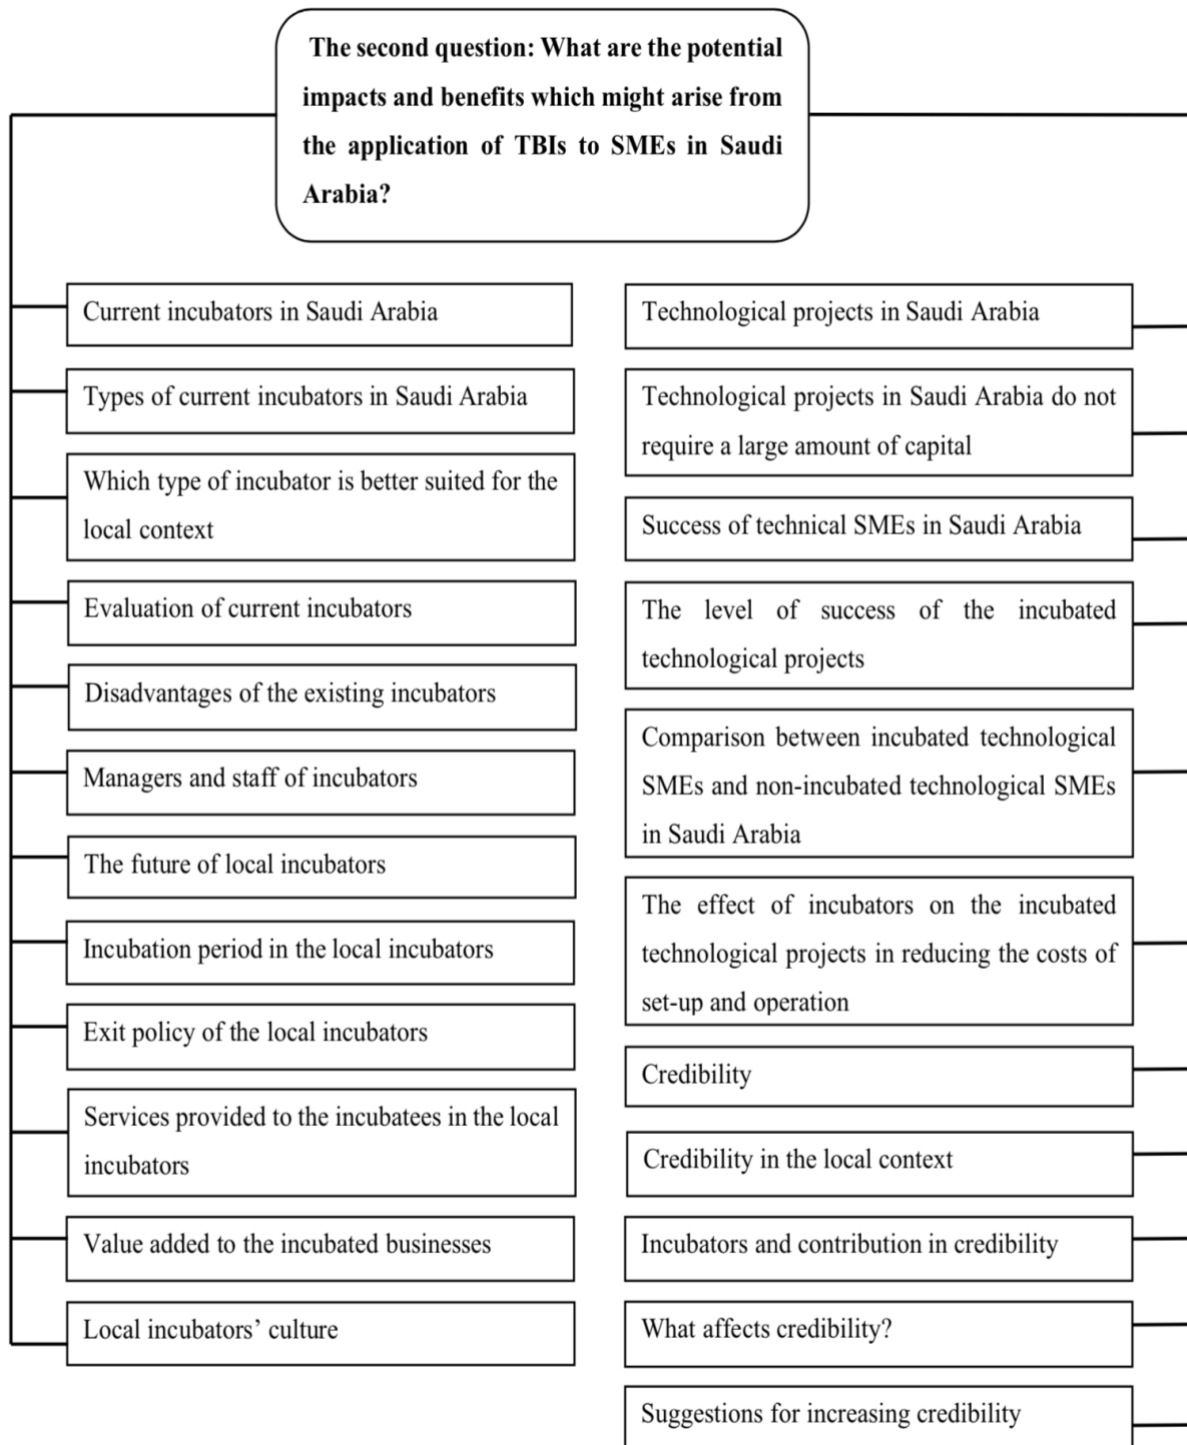 The second question: What are the potential
impacts and benefits which might arise from
the application of TBIs to SMEs in Saudi
Arabia?
Current incubators in Saudi Arabia
Types of current incubators in Saudi Arabia
Which type of incubator is better suited for the
local context
Evaluation of current incubators
Disadvantages of the existing incubators
Managers and staff of incubators
The future of local incubators
Incubation period in the local incubators
Exit policy of the local incubators
Services provided to the incubatees in the local
incubators
Value added to the incubated businesses
Local incubators’ culture
Technological projects in Saudi Arabia
Technological projects in Saudi Arabia do not
require a large amount of capital
Success of technical SMEs in Saudi Arabia
The level of success of the incubated
technological projects
Comparison between incubated technological
SMEs and non-incubated technological SMEs
in Saudi Arabia
The effect of incubators on the incubated
technological projects in reducing the costs of
set-up and operation
Credibility
Credibility in the local context
Incubators and contribution in credibility
What affects credibility?
Suggestions for increasing credibility